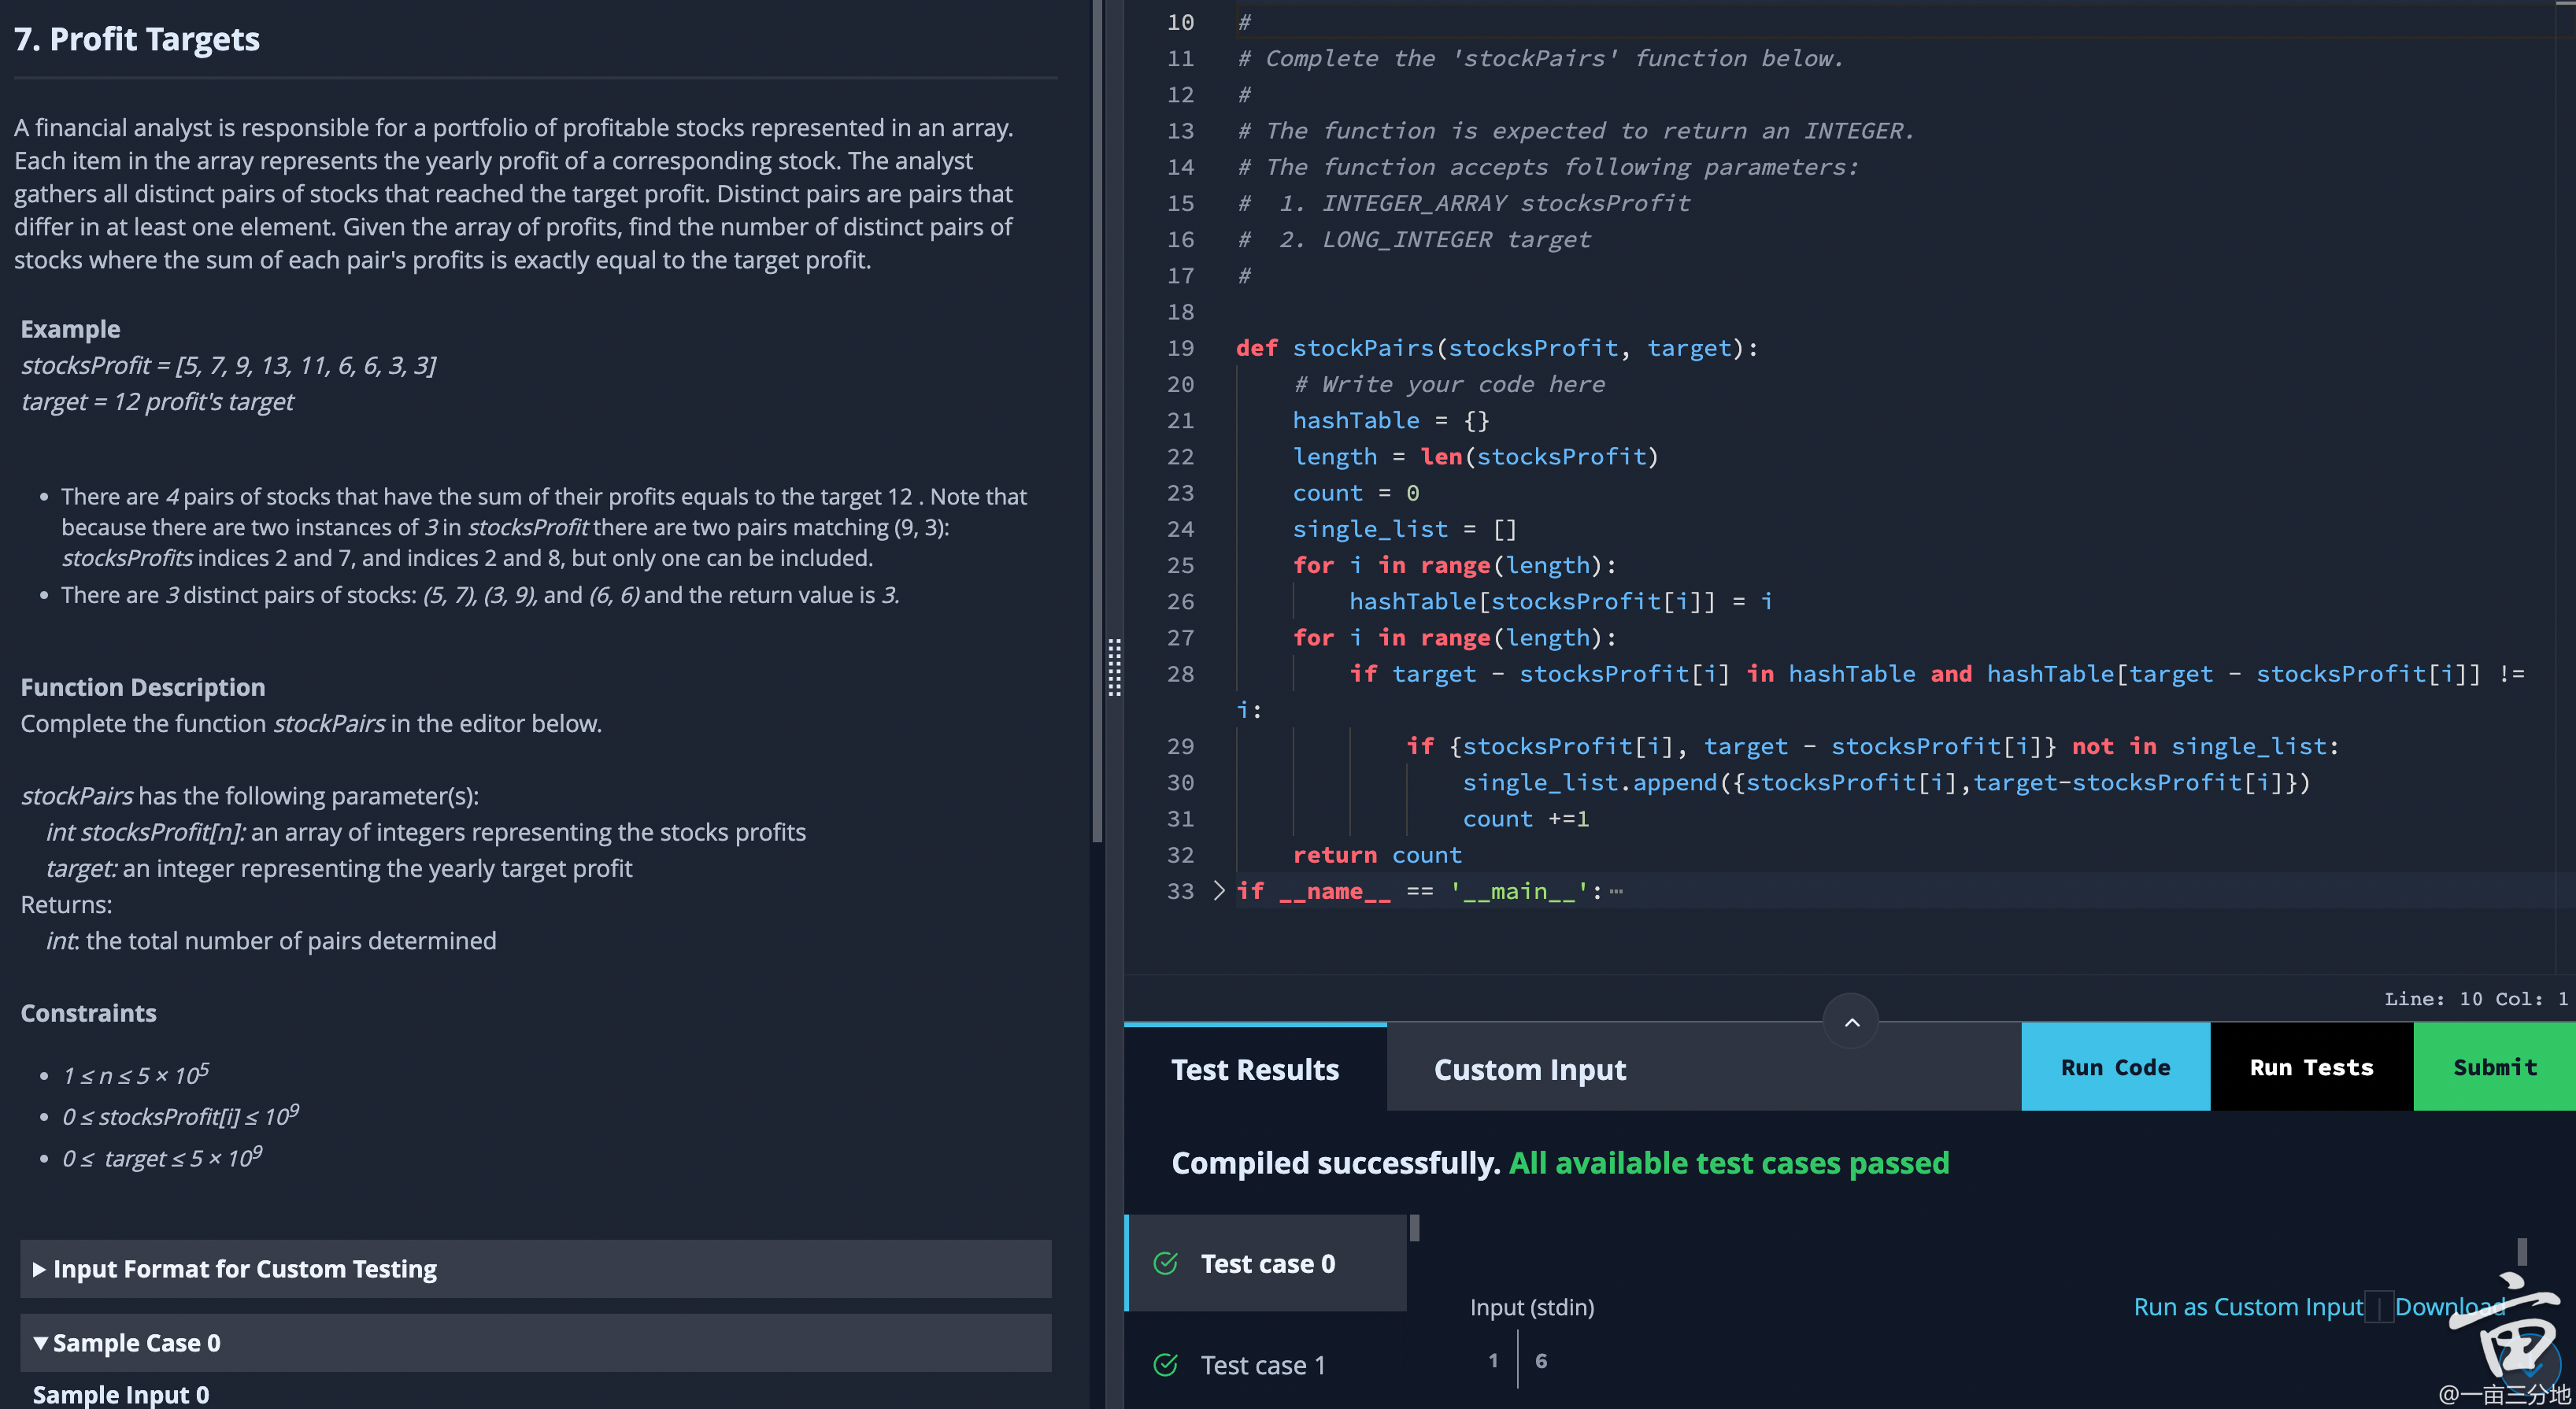 7. Profit Targets
A financial analyst is responsible for a portfolio of profitable stocks represented in an array.
Each item in the array represents the yearly profit of a corresponding stock. The analyst
gathers all distinct pairs of stocks that reached the target profit. Distinct pairs are pairs that
differ in at least one element. Given the array of profits, find the number of distinct pairs of
stocks where the sum of each pair's profits is exactly equal to the target profit.
Example
stocksProfit = [5, 7, 9, 13, 11, 6, 6, 3, 3]
target = 12 profit's target
• There are 4 pairs of stocks that have the sum of their profits equals to the target 12 . Note that
because there are two instances of 3 in stocksProfit there are two pairs matching (9, 3):
stocksProfits indices 2 and 7, and indices 2 and 8, but only one can be included.
• There are 3 distinct pairs of stocks: (5, 7), (3, 9), and (6, 6) and the return value is 3.
Function Description
Complete the function stockPairs in the editor below.
stockPairs has the following parameter(s):
int stocksProfit[n]: an array of integers representing the stocks profits
target: an integer representing the yearly target profit
Returns:
int: the total number of pairs determined
Constraints
• 1 ≤ n ≤ 5 × 10⁵
• 0 ≤ stocksProfit[i] ≤ 10⁹
• 0 ≤ target ≤ 5 × 10⁹
▶ Input Format for Custom Testing
▼ Sample Case 0
Sample Input 0
10 #
11 # Complete the 'stockPairs' function below.
12 #
13 # The function is expected to return an INTEGER.
14 # The function accepts following parameters:
15 #  1. INTEGER_ARRAY stocksProfit
16 #  2. LONG_INTEGER target
17 #
18
19 def stockPairs(stocksProfit, target):
20     # Write your code here
21     hashTable = {}
22     length = len(stocksProfit)
23     count = 0
24     single_list = []
25     for i in range(length):
26         hashTable[stocksProfit[i]] = i
27     for i in range(length):
28         if target - stocksProfit[i] in hashTable and hashTable[target - stocksProfit[i]] !=
i:
29             if {stocksProfit[i], target - stocksProfit[i]} not in single_list:
30                 single_list.append({stocksProfit[i],target-stocksProfit[i]})
31                 count +=1
32     return count
33 > if __name__ == '__main__':⋯
Line: 10 Col: 1
Test Results
Custom Input
Run Code
Run Tests
Submit
Compiled successfully. All available test cases passed
Test case 0
Test case 1
Input (stdin)
Run as Custom Input | Download
1 6
亩
@一亩三分地